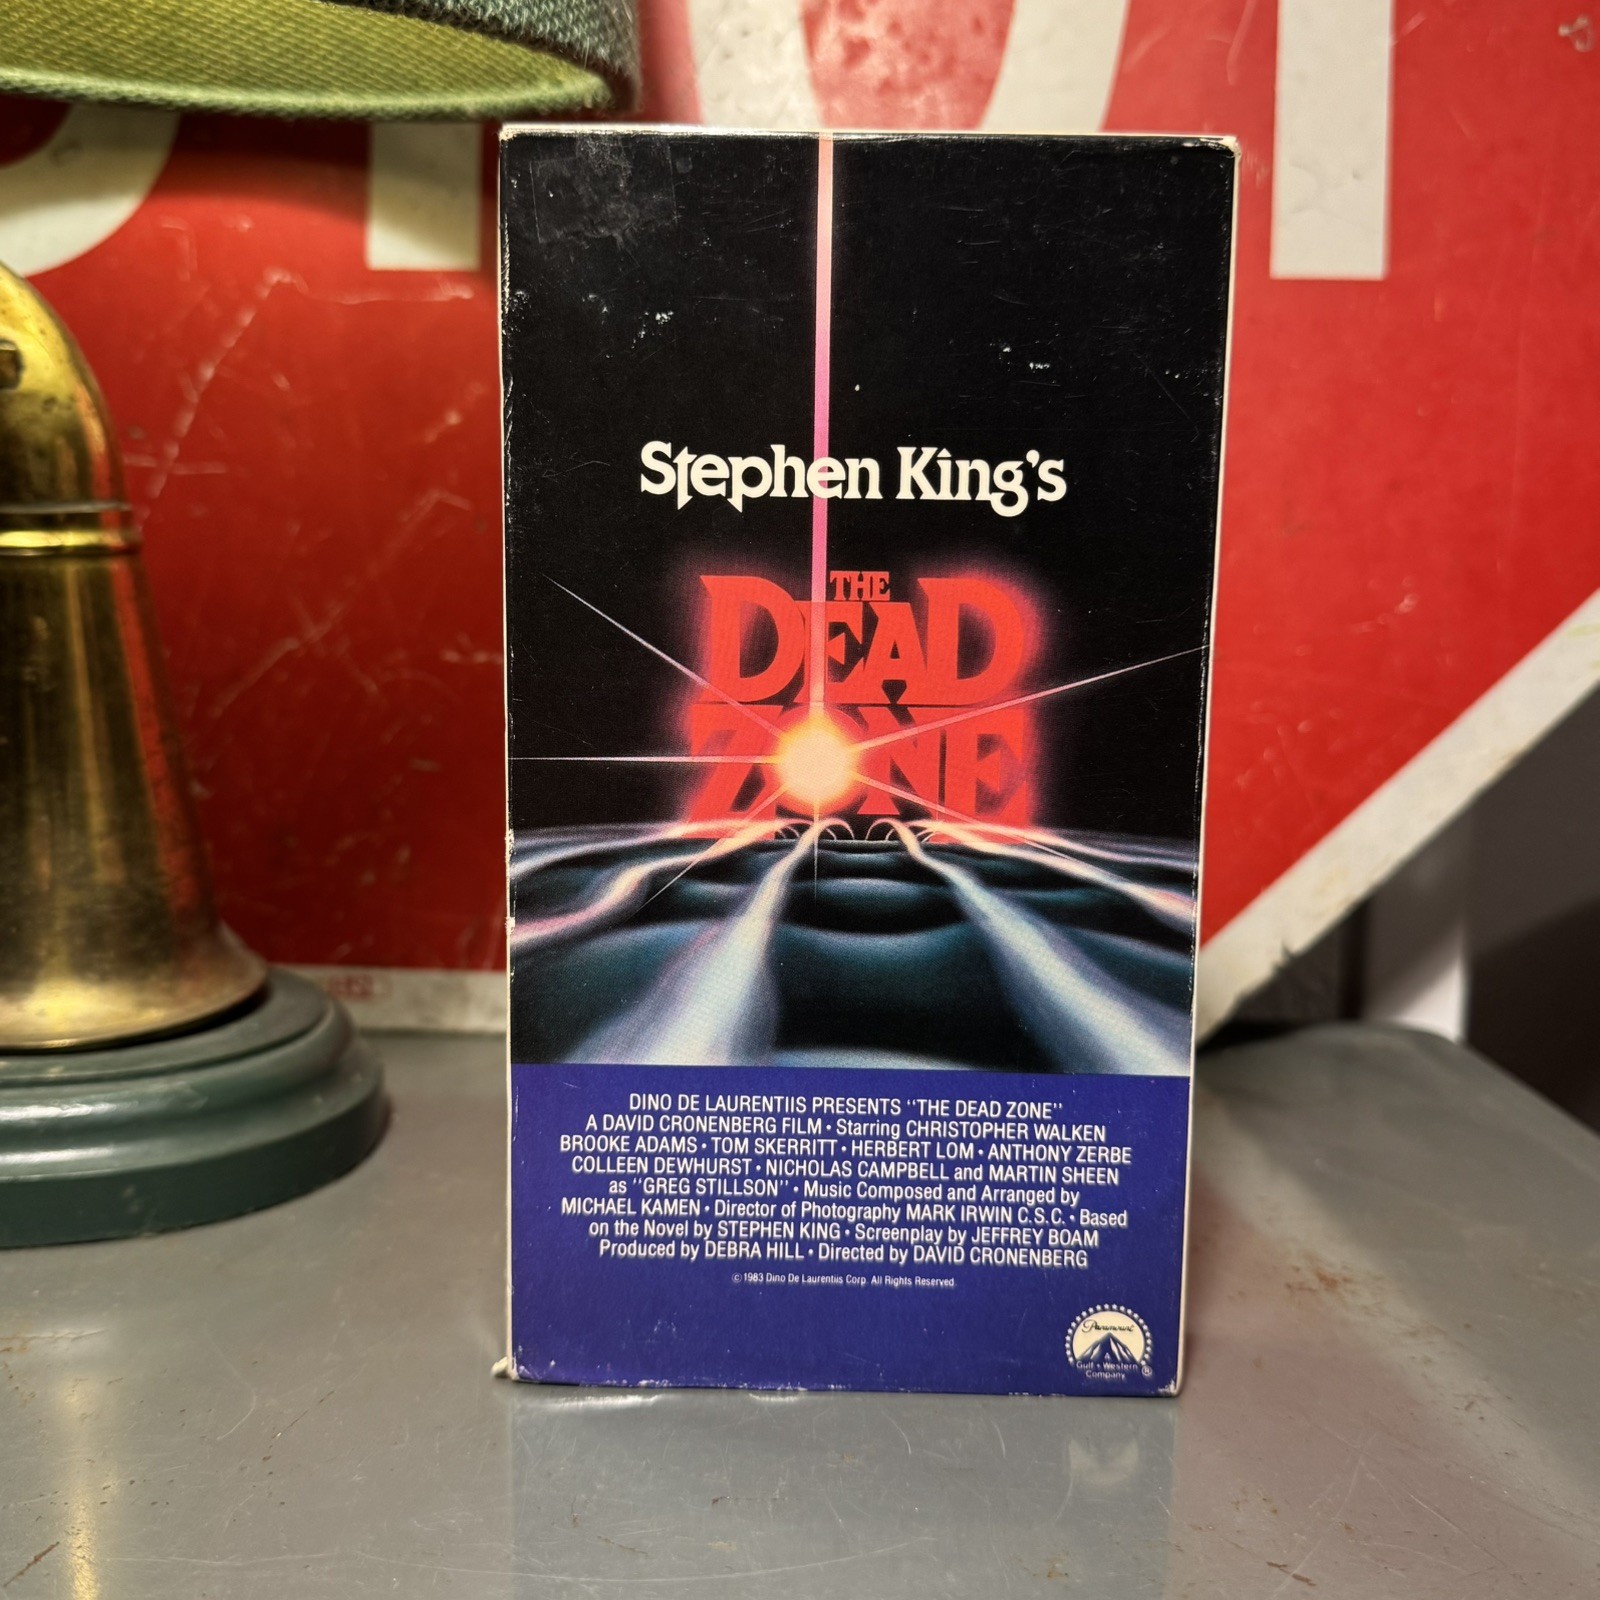 Stephen King's
THE
DEAD
ZONE
DINO DE LAURENTIIS PRESENTS "THE DEAD ZONE"
A DAVID CRONENBERG FILM • Starring CHRISTOPHER WALKEN
BROOKE ADAMS • TOM SKERRITT • HERBERT LOM • ANTHONY ZERBE
COLLEEN DEWHURST • NICHOLAS CAMPBELL and MARTIN SHEEN
as "GREG STILLSON" • Music Composed and Arranged by
MICHAEL KAMEN • Director of Photography MARK IRWIN C.S.C. • Based
on the Novel by STEPHEN KING • Screenplay by JEFFREY BOAM
Produced by DEBRA HILL • Directed by DAVID CRONENBERG
© 1983 Dino De Laurentiis Corp. All Rights Reserved
Paramount
A
Gulf + Western
Company
®